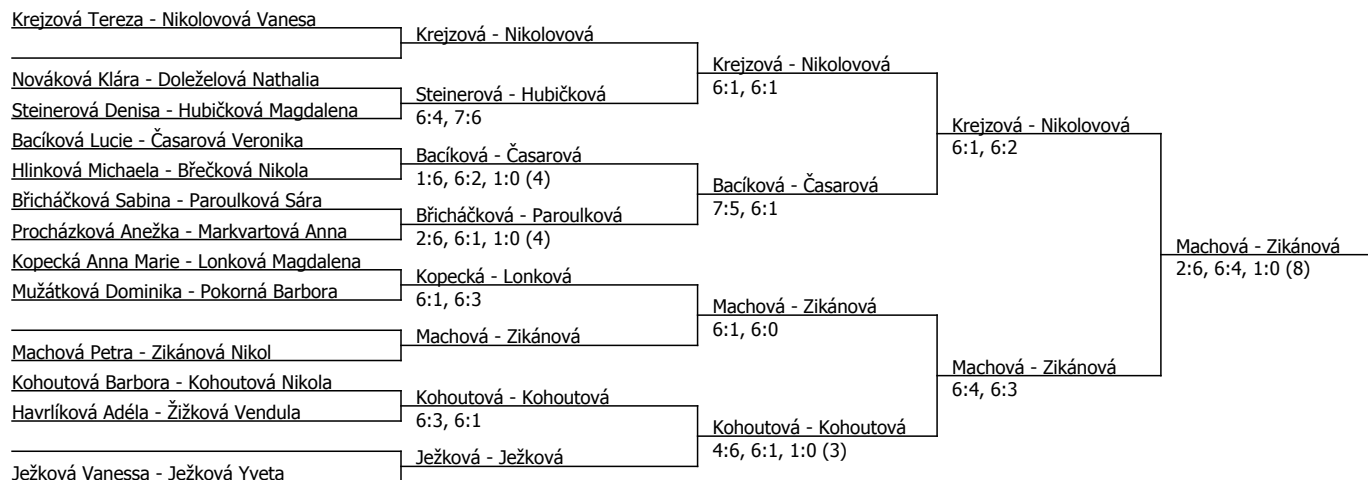 Krejzová Tereza - Nikolovová Vanesa
Nováková Klára - Doleželová Nathalia
Steinerová Denisa - Hubičková Magdalena
Bacíková Lucie - Časarová Veronika
Hlinková Michaela - Břečková Nikola
Břicháčková Sabina - Paroulková Sára
Procházková Anežka - Markvartová Anna
Kopecká Anna Marie - Lonková Magdalena
Mužátková Dominika - Pokorná Barbora
Machová Petra - Zikánová Nikol
Kohoutová Barbora - Kohoutová Nikola
Havrlíková Adéla - Žižková Vendula
Ježková Vanessa - Ježková Yveta
Krejzová - Nikolovová
Steinerová - Hubičková
6:4, 7:6
Bacíková - Časarová
1:6, 6:2, 1:0 (4)
Břicháčková - Paroulková
2:6, 6:1, 1:0 (4)
Kopecká - Lonková
6:1, 6:3
Machová - Zikánová
Kohoutová - Kohoutová
6:3, 6:1
Ježková - Ježková
Krejzová - Nikolovová
6:1, 6:1
Bacíková - Časarová
7:5, 6:1
Machová - Zikánová
6:1, 6:0
Kohoutová - Kohoutová
4:6, 6:1, 1:0 (3)
Krejzová - Nikolovová
6:1, 6:2
Machová - Zikánová
6:4, 6:3
Machová - Zikánová
2:6, 6:4, 1:0 (8)